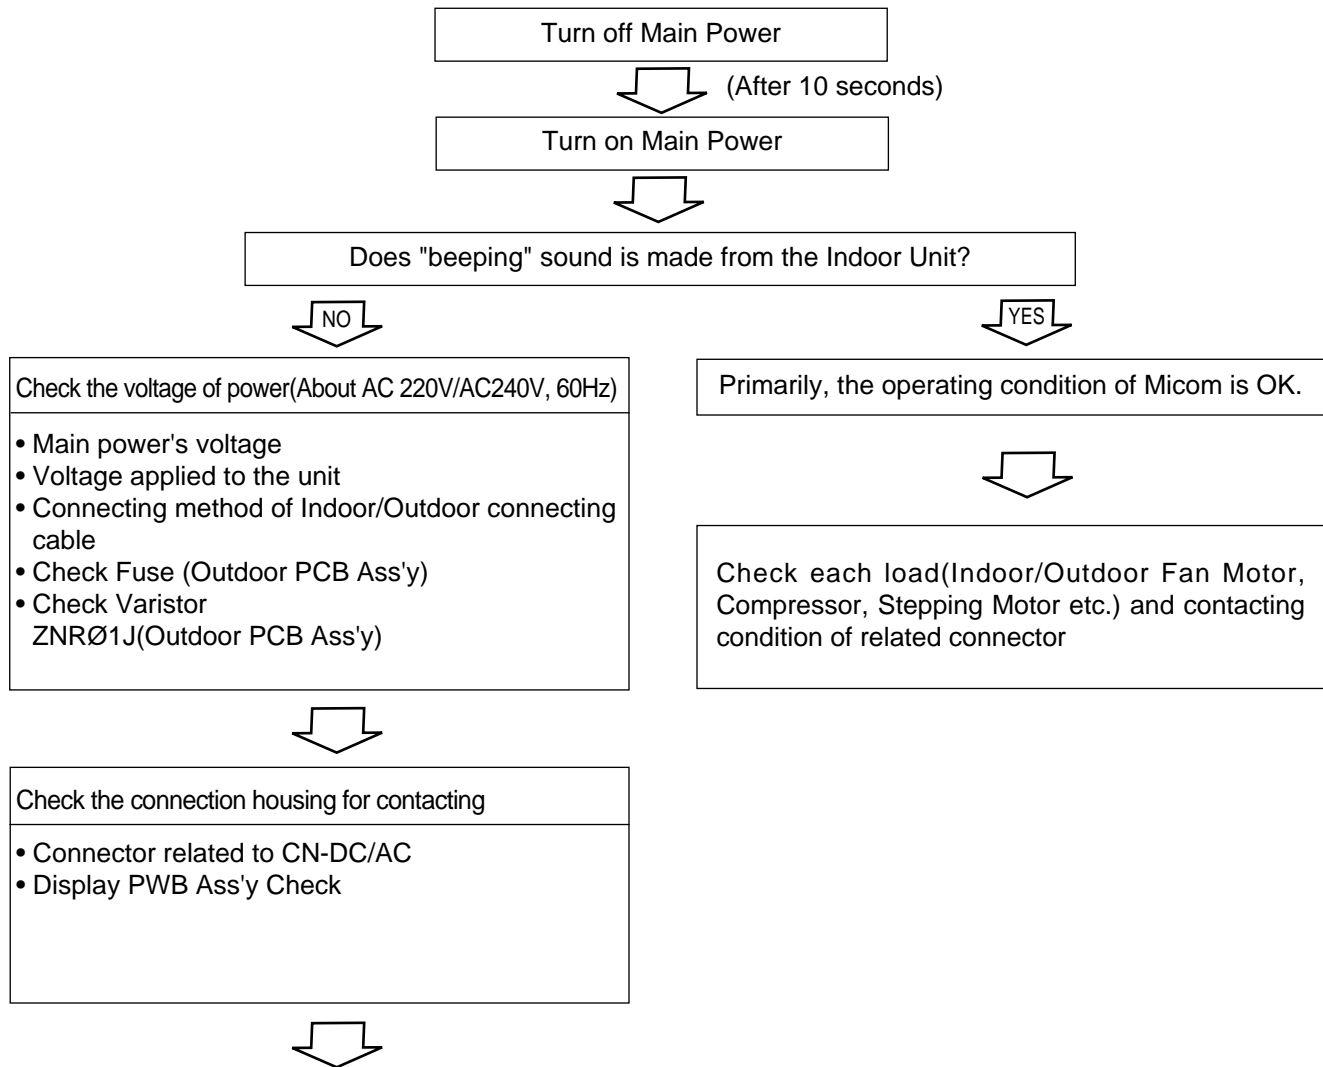 Turn off Main Power
(After 10 seconds)
Turn on Main Power
Does "beeping" sound is made from the Indoor Unit?
NO
YES
Check the voltage of power(About AC 220V/AC240V, 60Hz)
• Main power's voltage
• Voltage applied to the unit
• Connecting method of Indoor/Outdoor connecting
cable
• Check Fuse (Outdoor PCB Ass'y)
• Check Varistor
ZNRØ1J(Outdoor PCB Ass'y)
Primarily, the operating condition of Micom is OK.
Check each load(Indoor/Outdoor Fan Motor,
Compressor, Stepping Motor etc.) and contacting
condition of related connector
Check the connection housing for contacting
• Connector related to CN-DC/AC
• Display PWB Ass'y Check